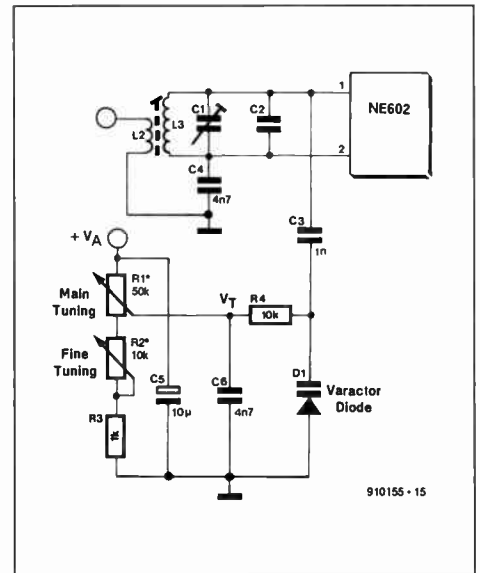 C1
C2
1
NE602
L2
L3
2
C4
4n7
C3
1n
+ VA
R1*
50k
Main
Tuning
VT
R4
10k
R2*
10k
Fine
Tuning
C5
10µ
C6
4n7
D1
Varactor
Diode
R3
1k
910155 - 15